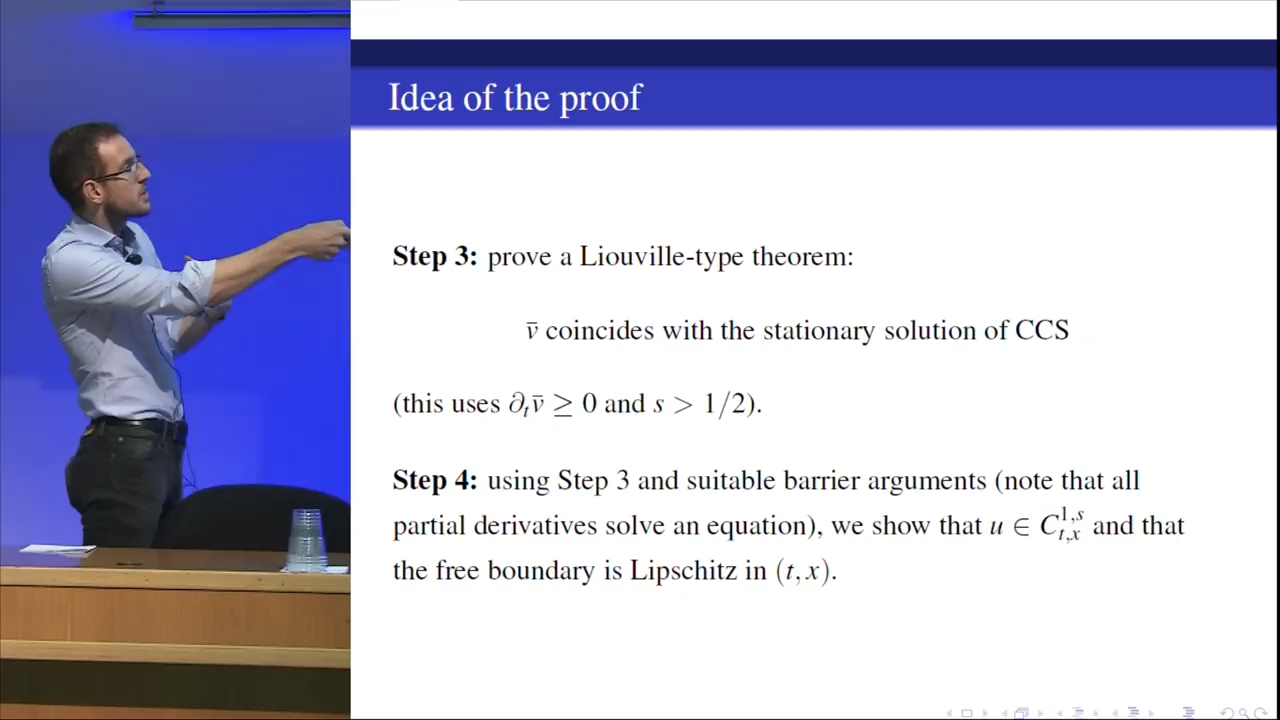 Idea of the proof
Step 3: prove a Liouville-type theorem:
v̄ coincides with the stationary solution of CCS
(this uses ∂ₜv̄ ≥ 0 and s > 1/2).
Step 4: using Step 3 and suitable barrier arguments (note that all
partial derivatives solve an equation), we show that u ∈ C^{1,s}_{t,x} and that
the free boundary is Lipschitz in (t, x).